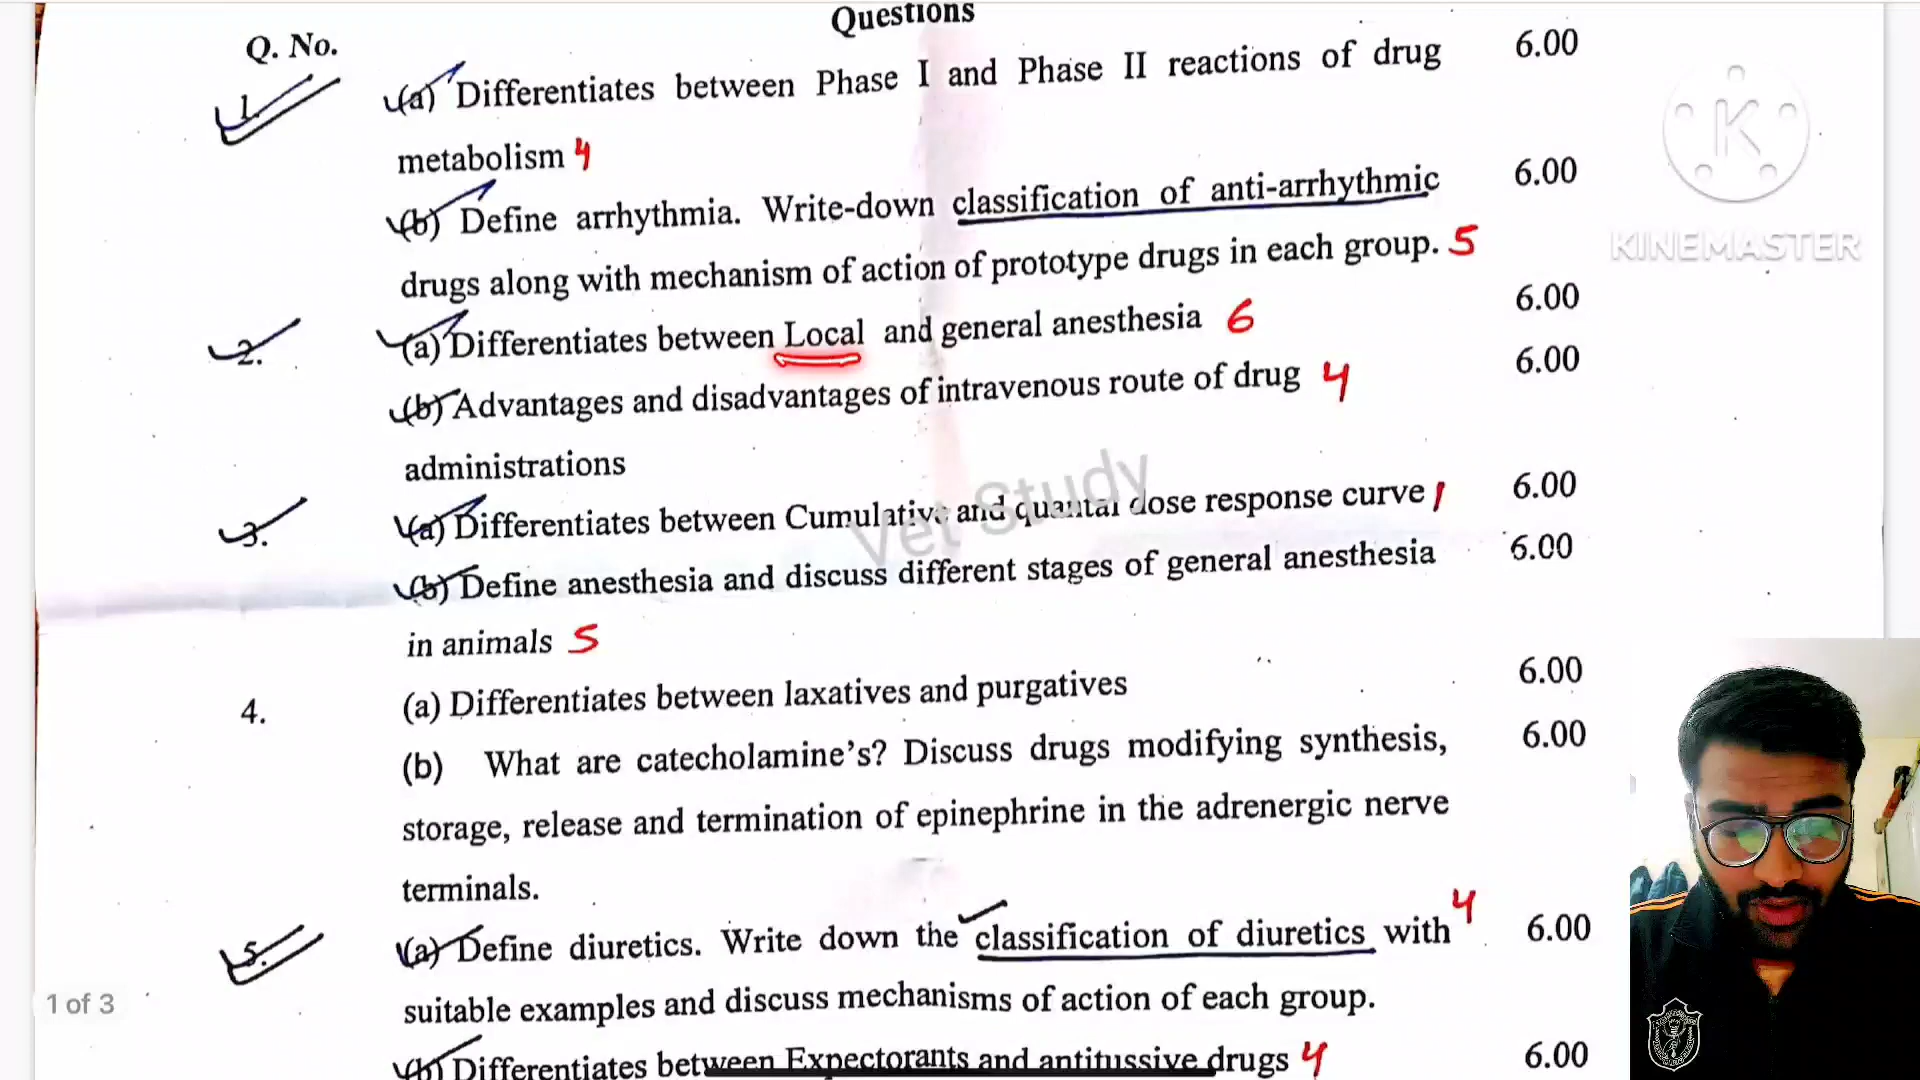 Questions
Q. No.
1. (a) Differentiates between Phase I and Phase II reactions of drug 6.00
metabolism 4
(b) Define arrhythmia. Write-down classification of anti-arrhythmic 6.00
drugs along with mechanism of action of prototype drugs in each group. 5
2. (a) Differentiates between Local and general anesthesia 6 6.00
(b) Advantages and disadvantages of intravenous route of drug 4 6.00
administrations
3. (a) Differentiates between Cumulative and quantal dose response curve 1 6.00
(b) Define anesthesia and discuss different stages of general anesthesia 6.00
in animals 5
4. (a) Differentiates between laxatives and purgatives 6.00
(b) What are catecholamine's? Discuss drugs modifying synthesis, 6.00
storage, release and termination of epinephrine in the adrenergic nerve
terminals.
5. (a) Define diuretics. Write down the classification of diuretics with 4 6.00
suitable examples and discuss mechanisms of action of each group.
(b) Differentiates between Expectorants and antitussive drugs 4 6.00
Vet Study
1 of 3
K
KINEMASTER